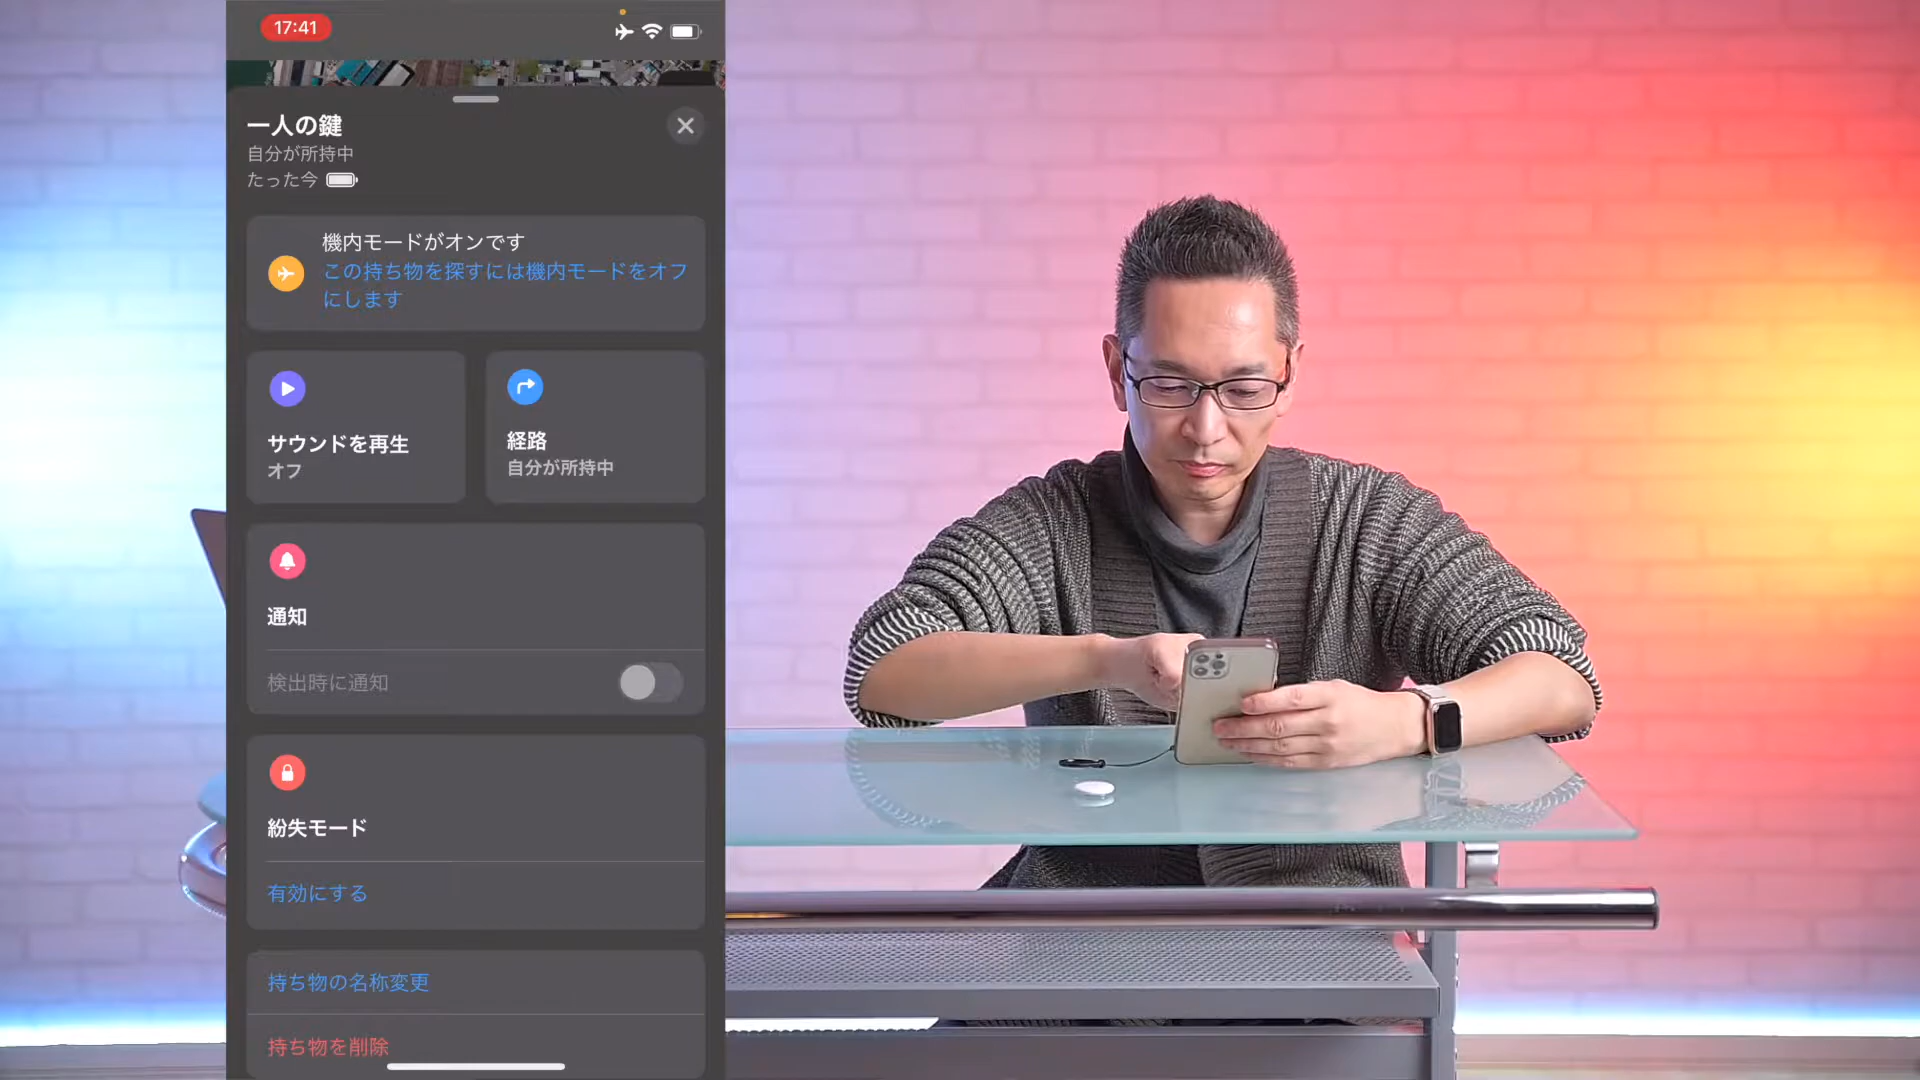 17:41
一人の鍵
自分が所持中
たった今
機内モードがオンです
この持ち物を探すには機内モードをオフ
にします
サウンドを再生
オフ
経路
自分が所持中
通知
検出時に通知
紛失モード
有効にする
持ち物の名称変更
持ち物を削除